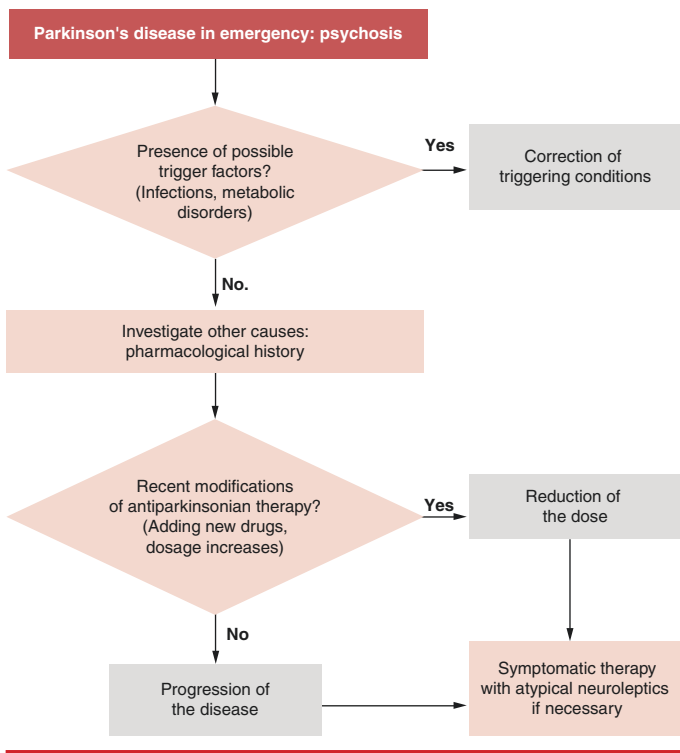 Parkinson's disease in emergency: psychosis
Presence of possible
trigger factors?
(Infections, metabolic
disorders)
Yes
Correction of
triggering conditions
No.
Investigate other causes:
pharmacological history
Recent modifications
of antiparkinsonian therapy?
(Adding new drugs,
dosage increases)
Yes
Reduction of
the dose
No
Progression of
the disease
Symptomatic therapy
with atypical neuroleptics
if necessary